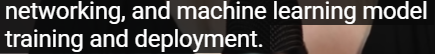 networking, and machine learning model
training and deployment.